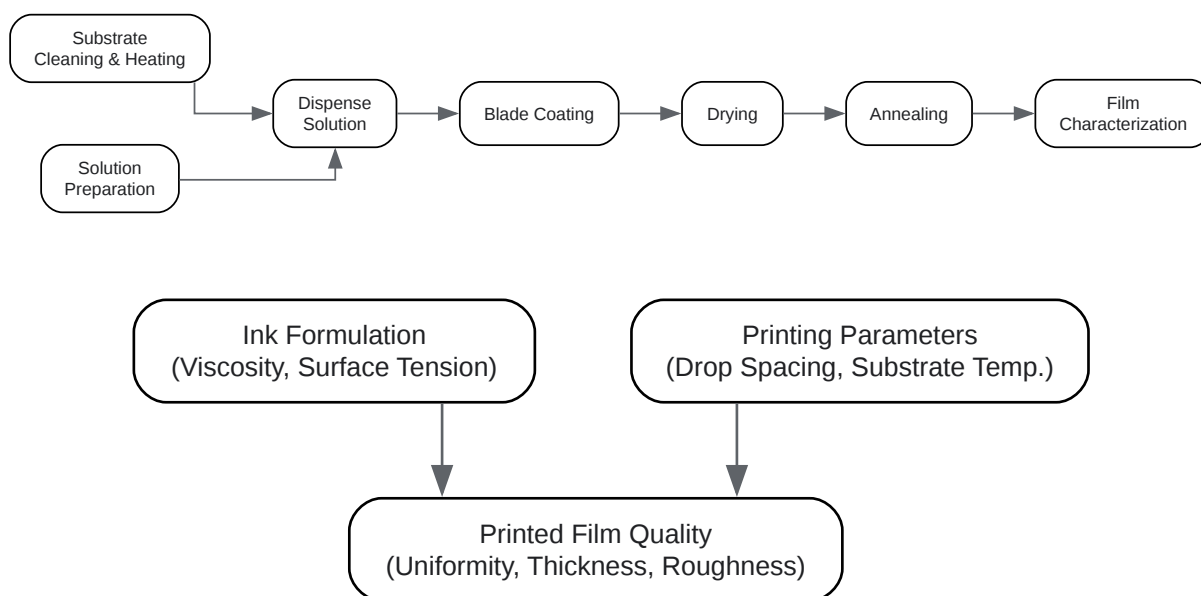 Substrate
Cleaning & Heating
Dispense
Solution
Blade Coating
Drying
Annealing
Film
Characterization
Solution
Preparation
Ink Formulation
(Viscosity, Surface Tension)
Printing Parameters
(Drop Spacing, Substrate Temp.)
Printed Film Quality
(Uniformity, Thickness, Roughness)